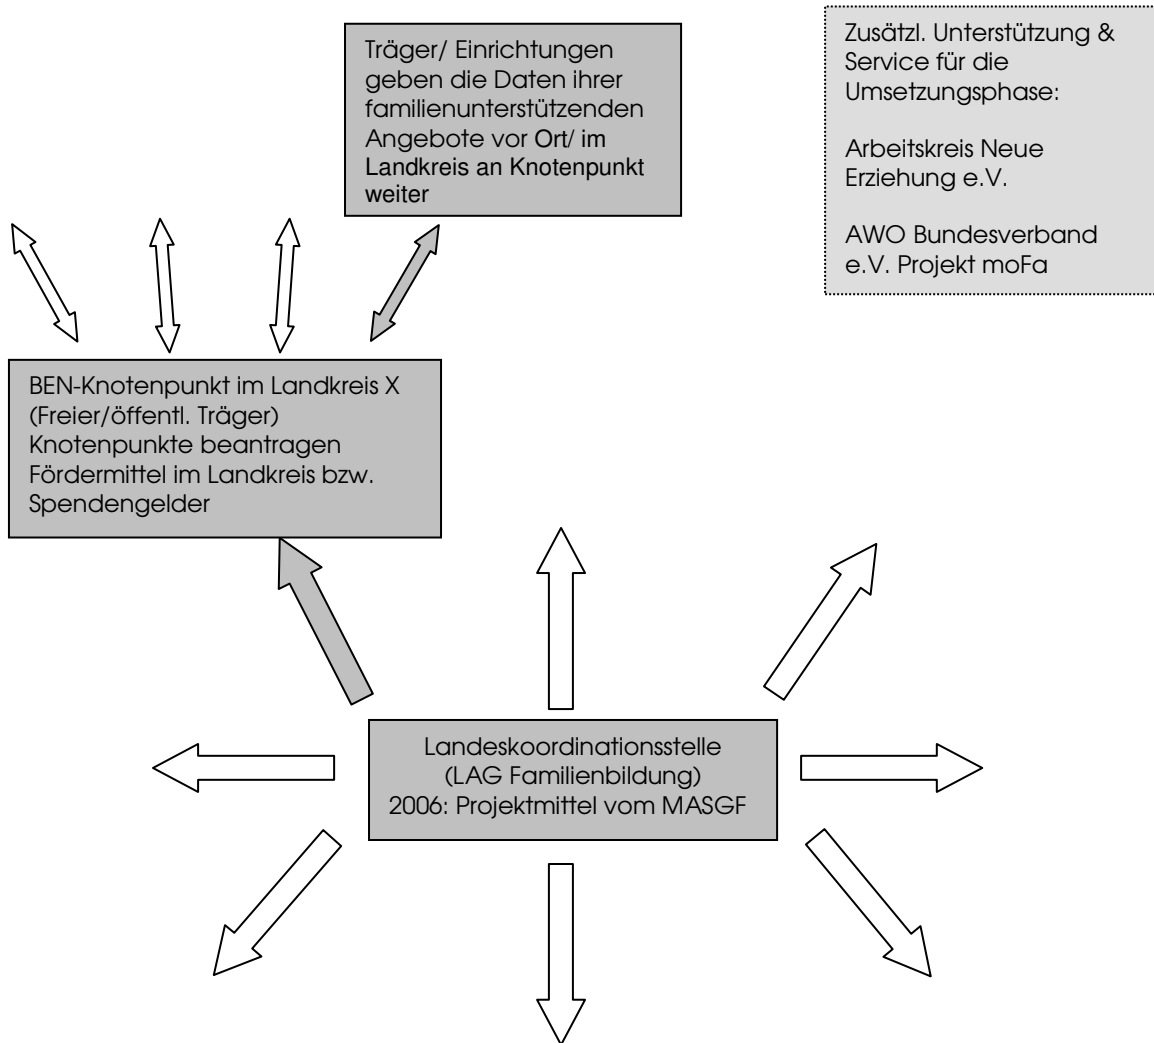 Träger/ Einrichtungen
geben die Daten ihrer
familienunterstützenden
Angebote vor Ort/ im
Landkreis an Knotenpunkt
weiter
Zusätzl. Unterstützung &
Service für die
Umsetzungsphase:
Arbeitskreis Neue
Erziehung e.V.
AWO Bundesverband
e.V. Projekt moFa
BEN-Knotenpunkt im Landkreis X
(Freier/öffentl. Träger)
Knotenpunkte beantragen
Fördermittel im Landkreis bzw.
Spendengelder
Landeskoordinationsstelle
(LAG Familienbildung)
2006: Projektmittel vom MASGF